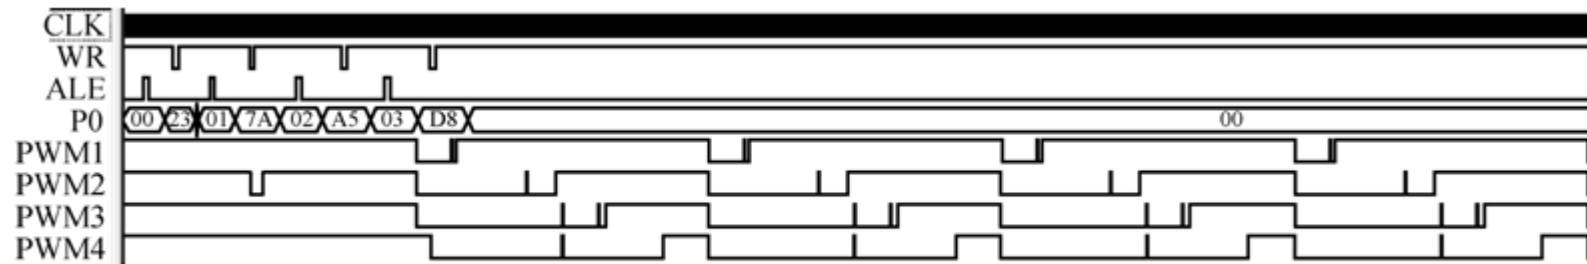 CLK
WR
ALE
P0 00 23 01 7A 02 A5 03 D8 00
PWM1
PWM2
PWM3
PWM4